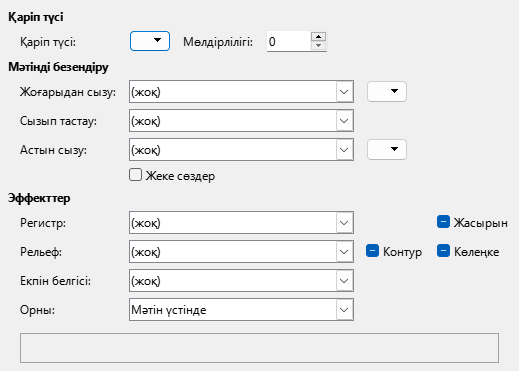 Қаріп түсі
Қаріп түсі: Мөлдірлілігі: 0
Мәтінді безендіру
Жоғарыдан сызу: (жоқ)
Сызып тастау: (жоқ)
Астын сызу: (жоқ)
Жеке сөздер
Эффекттер
Регистр: (жоқ) Жасырын
Рельеф: (жоқ) Контур Көлеңке
Екпін белгісі: (жоқ)
Орны: Мәтін үстінде